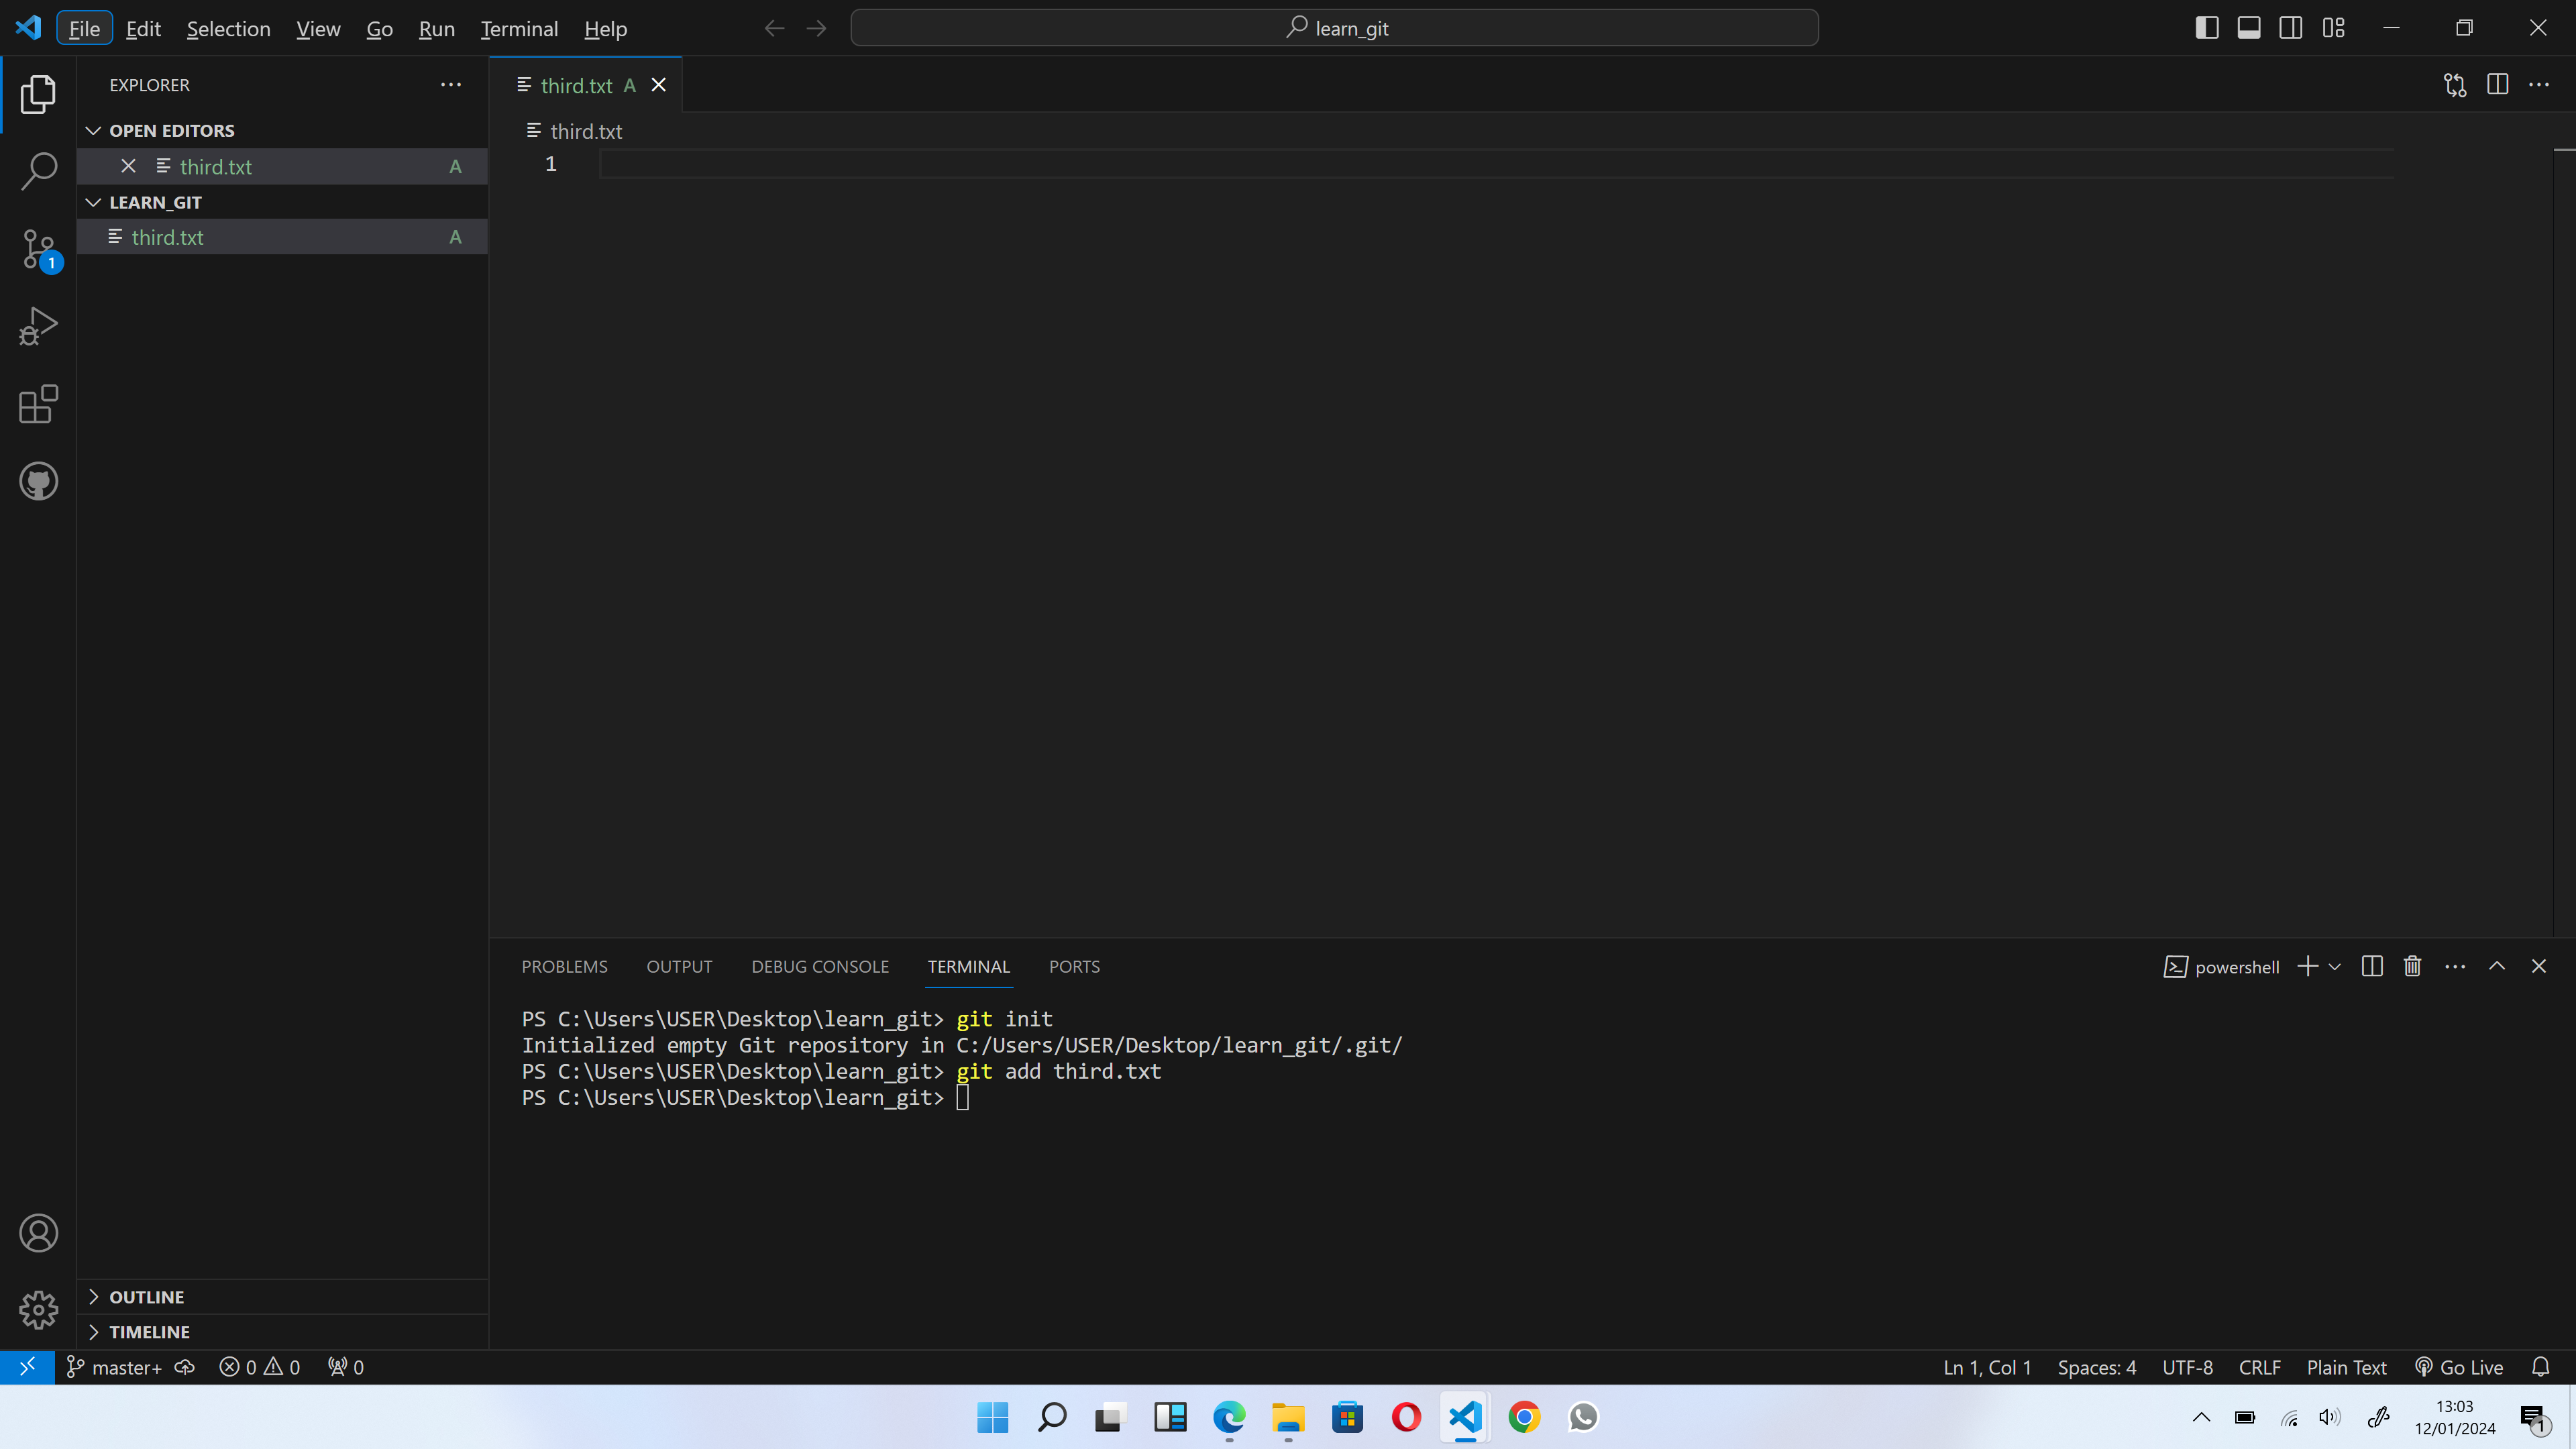 File Edit Selection View Go Run Terminal Help
learn_git
EXPLORER
OPEN EDITORS
third.txt A
LEARN_GIT
third.txt A
1
third.txt A
third.txt
1
PROBLEMS OUTPUT DEBUG CONSOLE TERMINAL PORTS
powershell
PS C:\Users\USER\Desktop\learn_git> git init
Initialized empty Git repository in C:/Users/USER/Desktop/learn_git/.git/
PS C:\Users\USER\Desktop\learn_git> git add third.txt
PS C:\Users\USER\Desktop\learn_git>
OUTLINE
TIMELINE
master+ 0 0 0
Ln 1, Col 1 Spaces: 4 UTF-8 CRLF Plain Text Go Live
13:03
12/01/2024
1